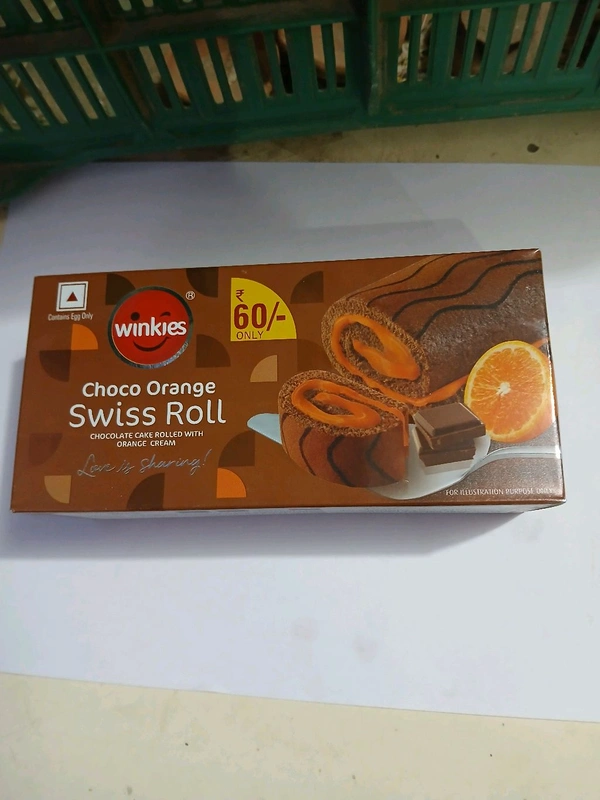 Contains Egg Only
winkies
®
₹
60/-
ONLY
Choco Orange
Swiss Roll
CHOCOLATE CAKE ROLLED WITH
ORANGE CREAM
Love is Sharing!
FOR ILLUSTRATION PURPOSE ONLY